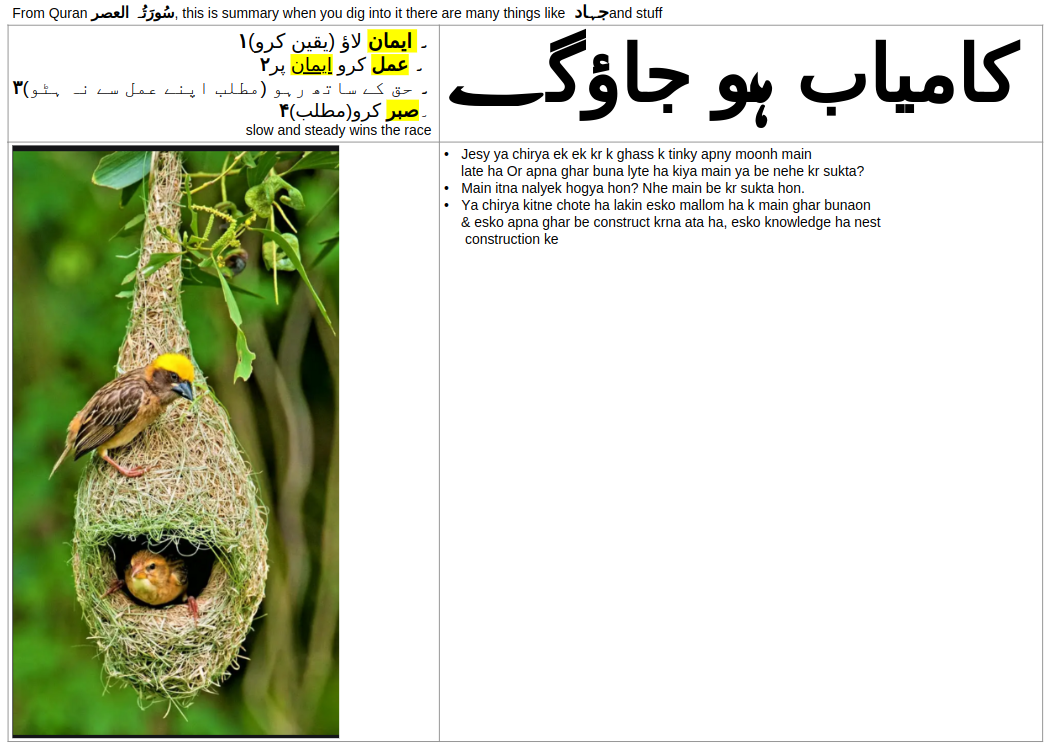 From Quran سُورَتُہ العصر, this is summary when you dig into it there are many things like جہاد and stuff
۱۔ ایمان لاؤ (یقین کرو)
۲۔ عمل کرو ایمان پر
۳۔ حق کے ساتھ رہو (مطلب اپنے عمل سے نہ ہٹو)
۴۔ صبر کرو(مطلب)
slow and steady wins the race
کامیاب ہو جاؤگے
• Jesy ya chirya ek ek kr k ghass k tinky apny moonh main
late ha Or apna ghar buna lyte ha kiya main ya be nehe kr sukta?
• Main itna nalyek hogya hon? Nhe main be kr sukta hon.
• Ya chirya kitne chote ha lakin esko mallom ha k main ghar bunaon
& esko apna ghar be construct krna ata ha, esko knowledge ha nest
construction ke